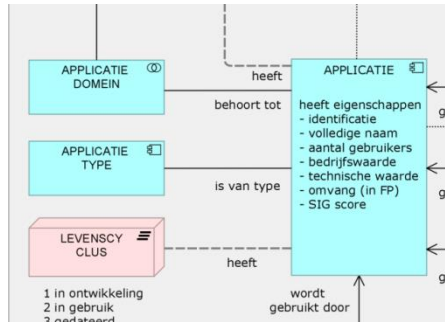 APPLICATIE
DOMEIN
heeft
behoort tot
APPLICATIE
heeft eigenschappen
- identificatie
- volledige naam
- aantal gebruikers
- bedrijfswaarde
- technische waarde
- omvang (in FP)
- SIG score
APPLICATIE
TYPE
is van type
LEVENSCY
CLUS
heeft
1 in ontwikkeling
2 in gebruik
3 gedateerd
wordt
gebruikt door